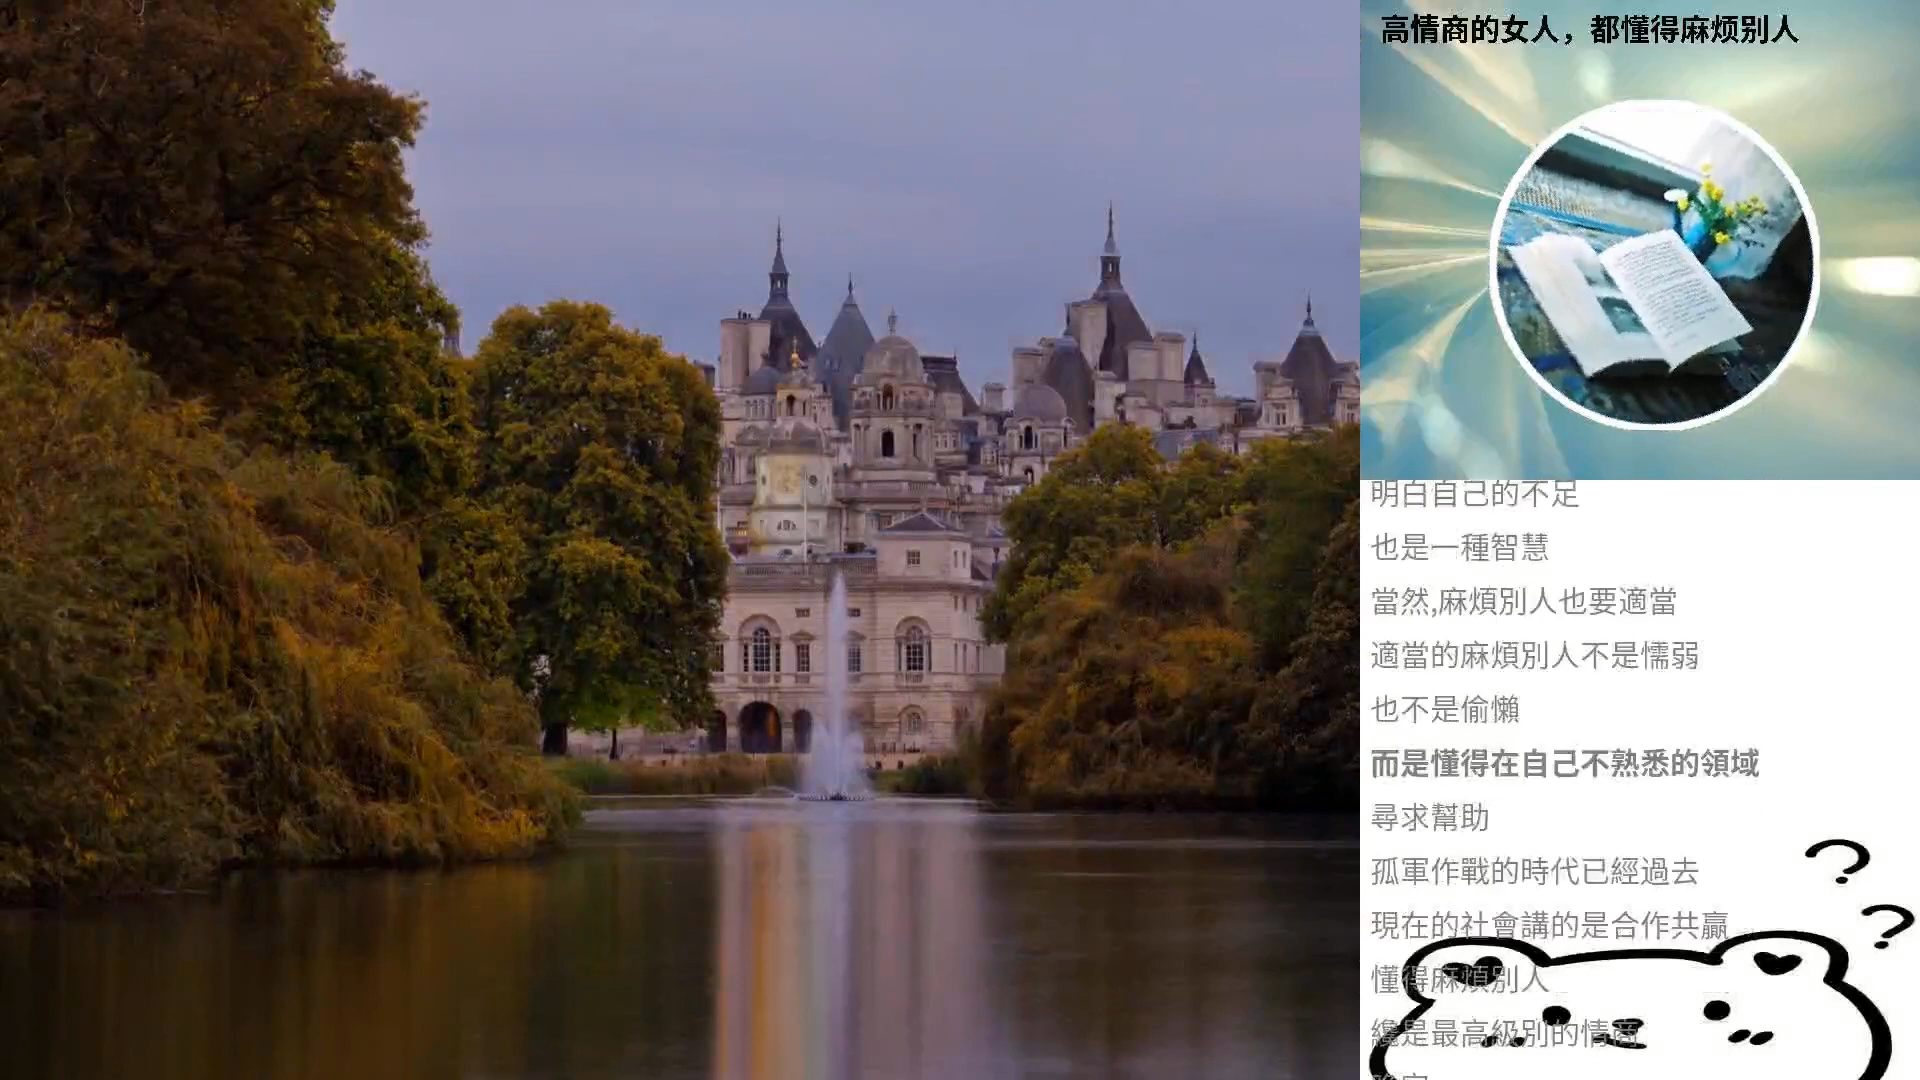 高情商的女人，都懂得麻烦别人
明白自己的不足
也是一種智慧
當然,麻煩別人也要適當
適當的麻煩別人不是懦弱
也不是偷懶
而是懂得在自己不熟悉的領域
尋求幫助
孤軍作戰的時代已經過去
現在的社會講的是合作共贏
懂得麻煩別人
纔是最高級別的情商